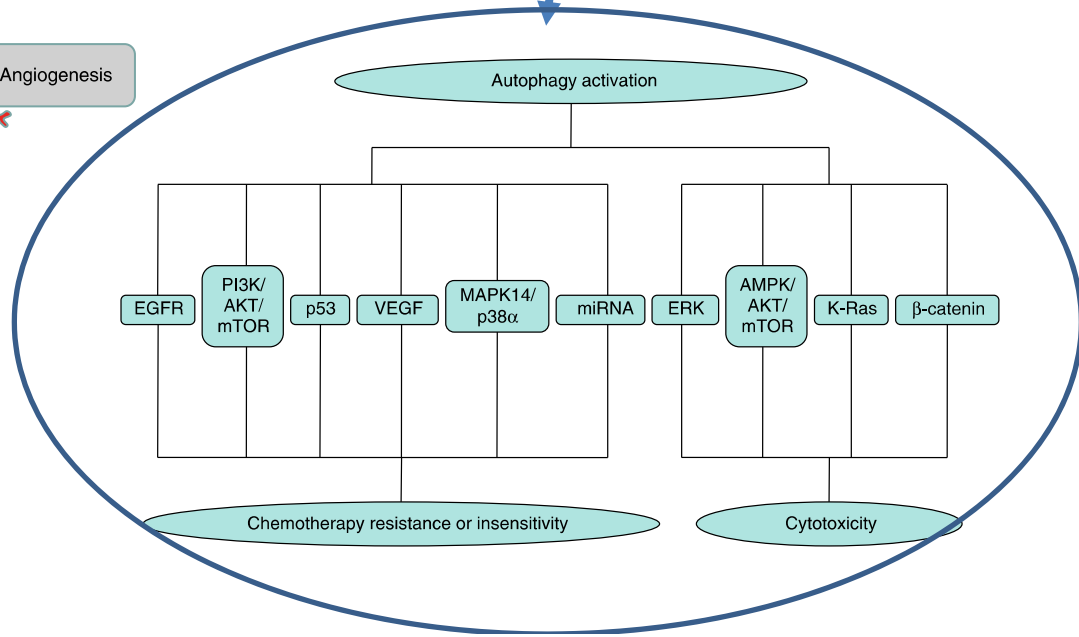 Angiogenesis
Autophagy activation
EGFR
PI3K/
AKT/
mTOR
p53
VEGF
MAPK14/
p38α
miRNA
ERK
AMPK/
AKT/
mTOR
K-Ras
β-catenin
Chemotherapy resistance or insensitivity
Cytotoxicity